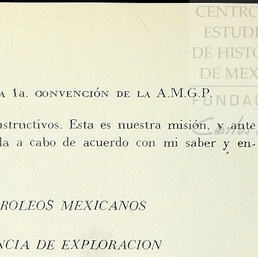 CENTRO
ESTUDI
DE HISTO
DE MEX
FUNDAC
A 1a. CONVENCIÓN DE LA A.M.G.P.
nstructivos. Esta es nuestra misión, y ante
la a cabo de acuerdo con mi saber y en-
ROLEOS MEXICANOS
NCIA DE EXPLORACION